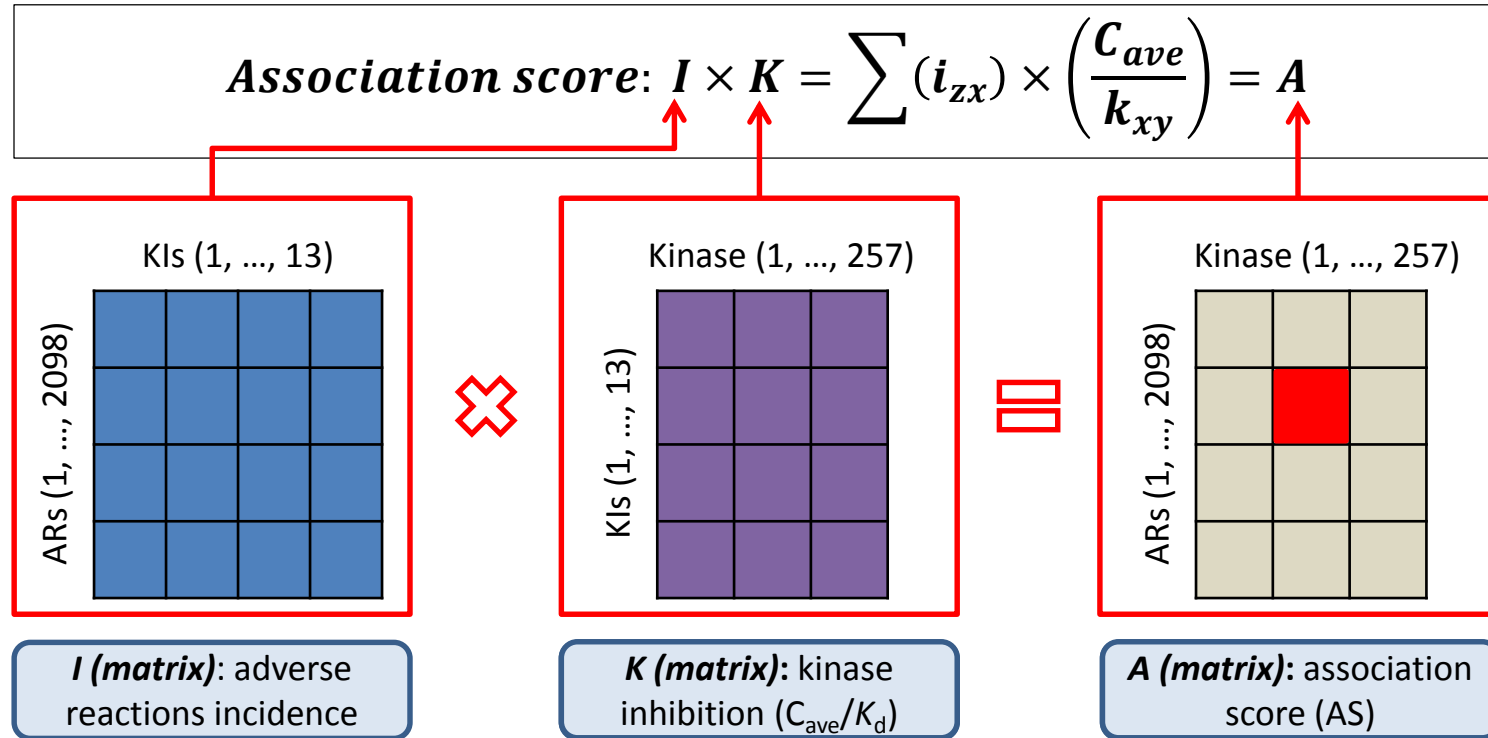 Association score: I × K = ∑(i_zx) × (C_ave / k_xy) = A
KIs (1, …, 13)
ARs (1, …, 2098)
Kinase (1, …, 257)
KIs (1, …, 13)
Kinase (1, …, 257)
ARs (1, …, 2098)
I (matrix): adverse
reactions incidence
K (matrix): kinase
inhibition (C_ave/K_d)
A (matrix): association
score (AS)